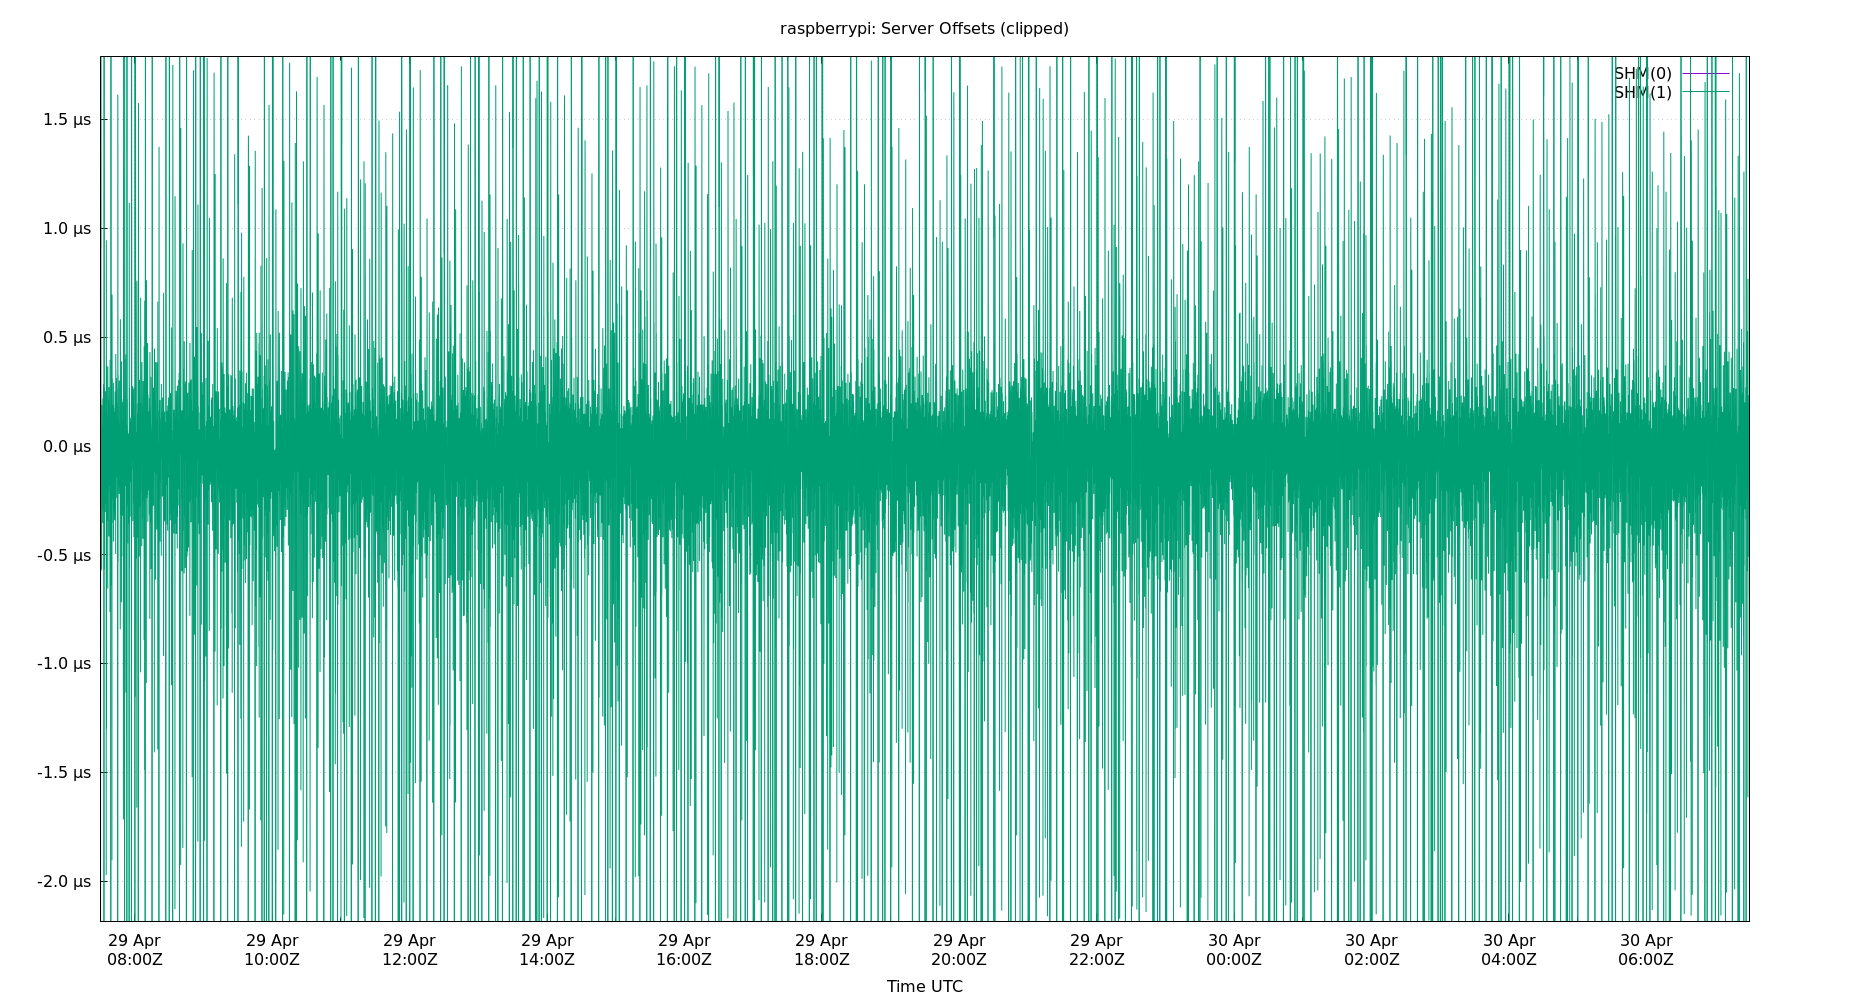 raspberrypi: Server Offsets (clipped)
SHM(0)
SHM(1)
1.5 µs
1.0 µs
0.5 µs
0.0 µs
-0.5 µs
-1.0 µs
-1.5 µs
-2.0 µs
29 Apr 29 Apr 29 Apr 29 Apr 29 Apr 29 Apr 29 Apr 29 Apr 30 Apr 30 Apr 30 Apr 30 Apr
08:00Z 10:00Z 12:00Z 14:00Z 16:00Z 18:00Z 20:00Z 22:00Z 00:00Z 02:00Z 04:00Z 06:00Z
Time UTC